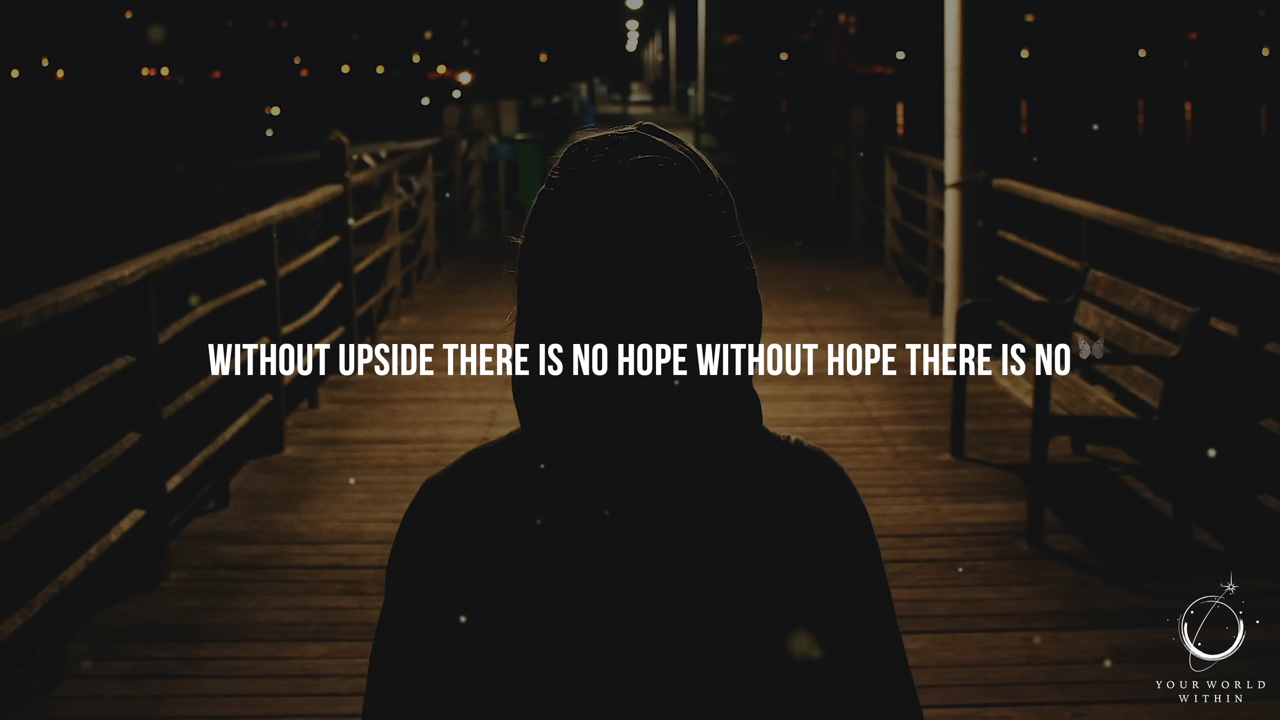 WITHOUT UPSIDE THERE IS NO HOPE WITHOUT HOPE THERE IS NO
YOUR WORLD
WITHIN